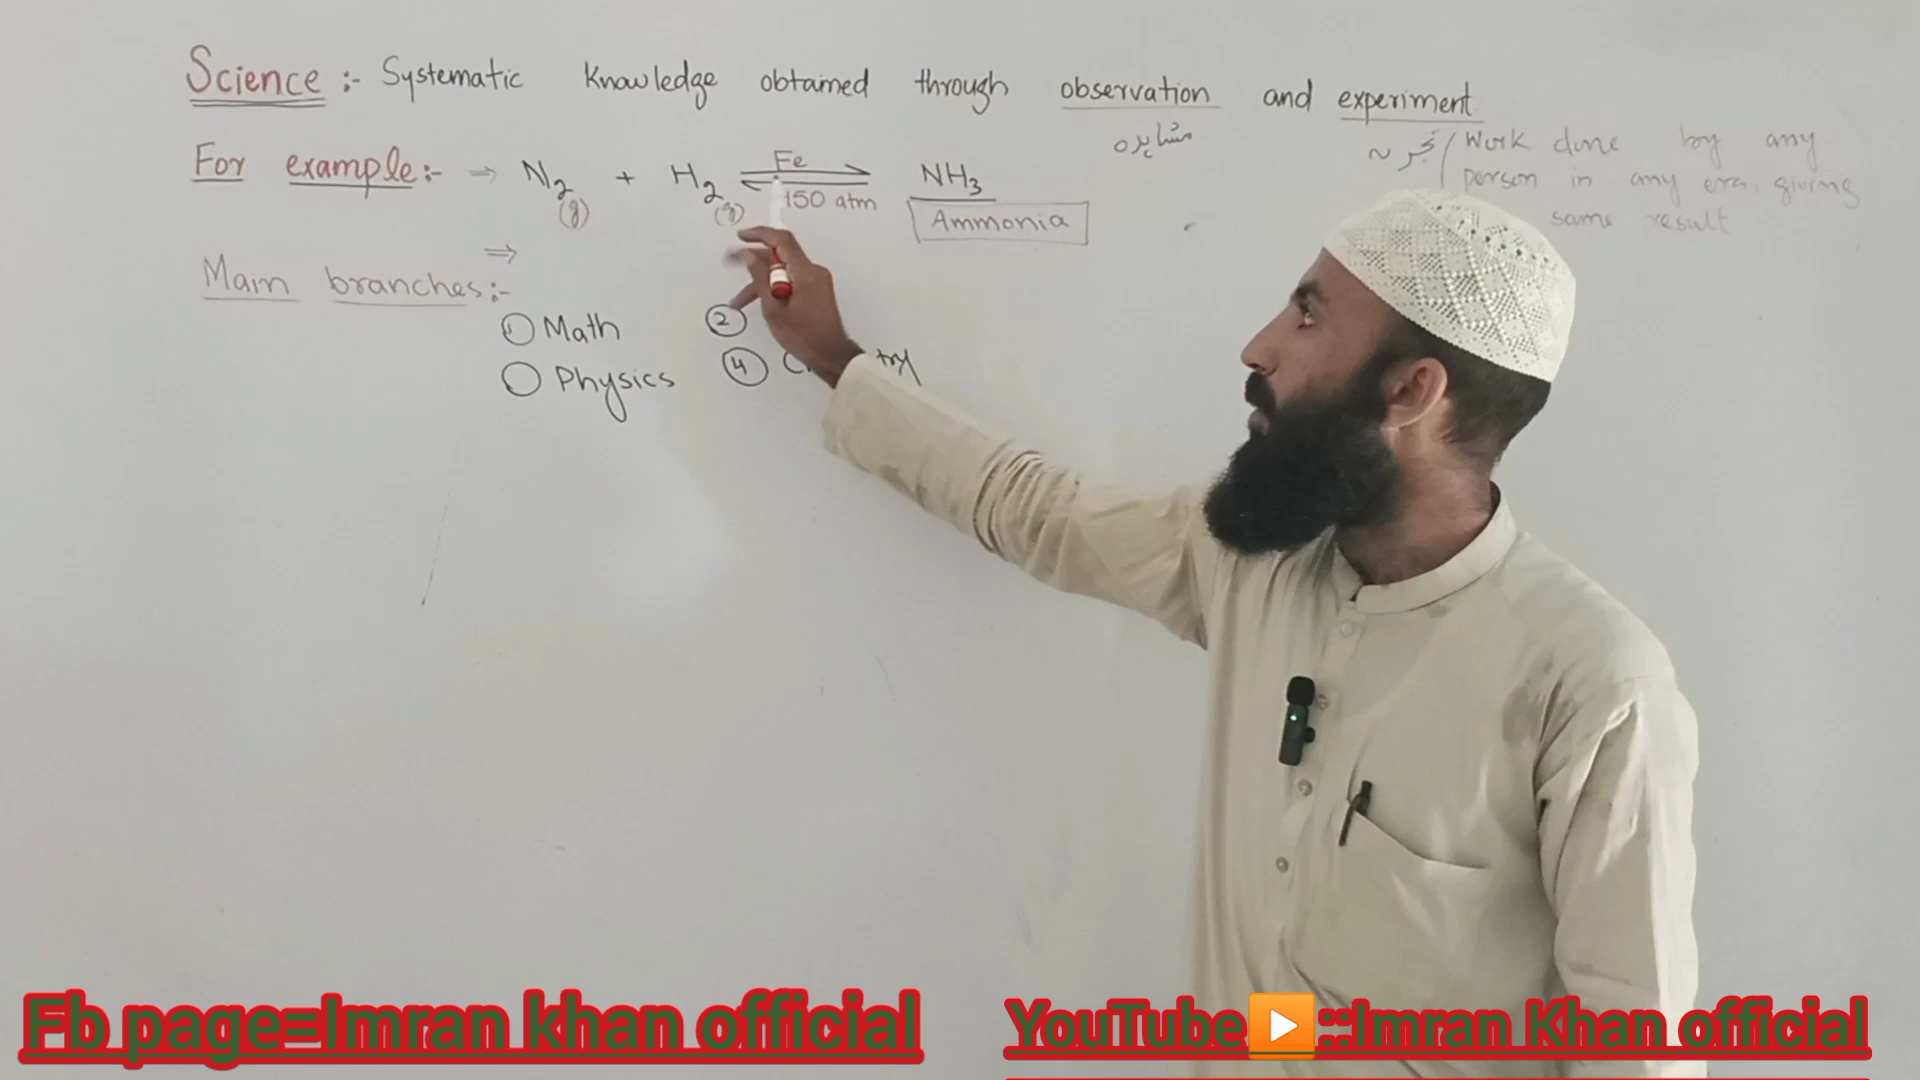 Science :- Systematic knowledge obtained through observation and experiment
مشاہدہ تجربہ
Work done by any
person in any era, giving
same result
For example:- → N₂(g) + H₂(g) ⇌ NH₃
Fe
150 atm
Ammonia
Main branches:- ⇒
① Math ②
Physics ④
Fb page=Imran khan official
YouTube▶️::Imran Khan official